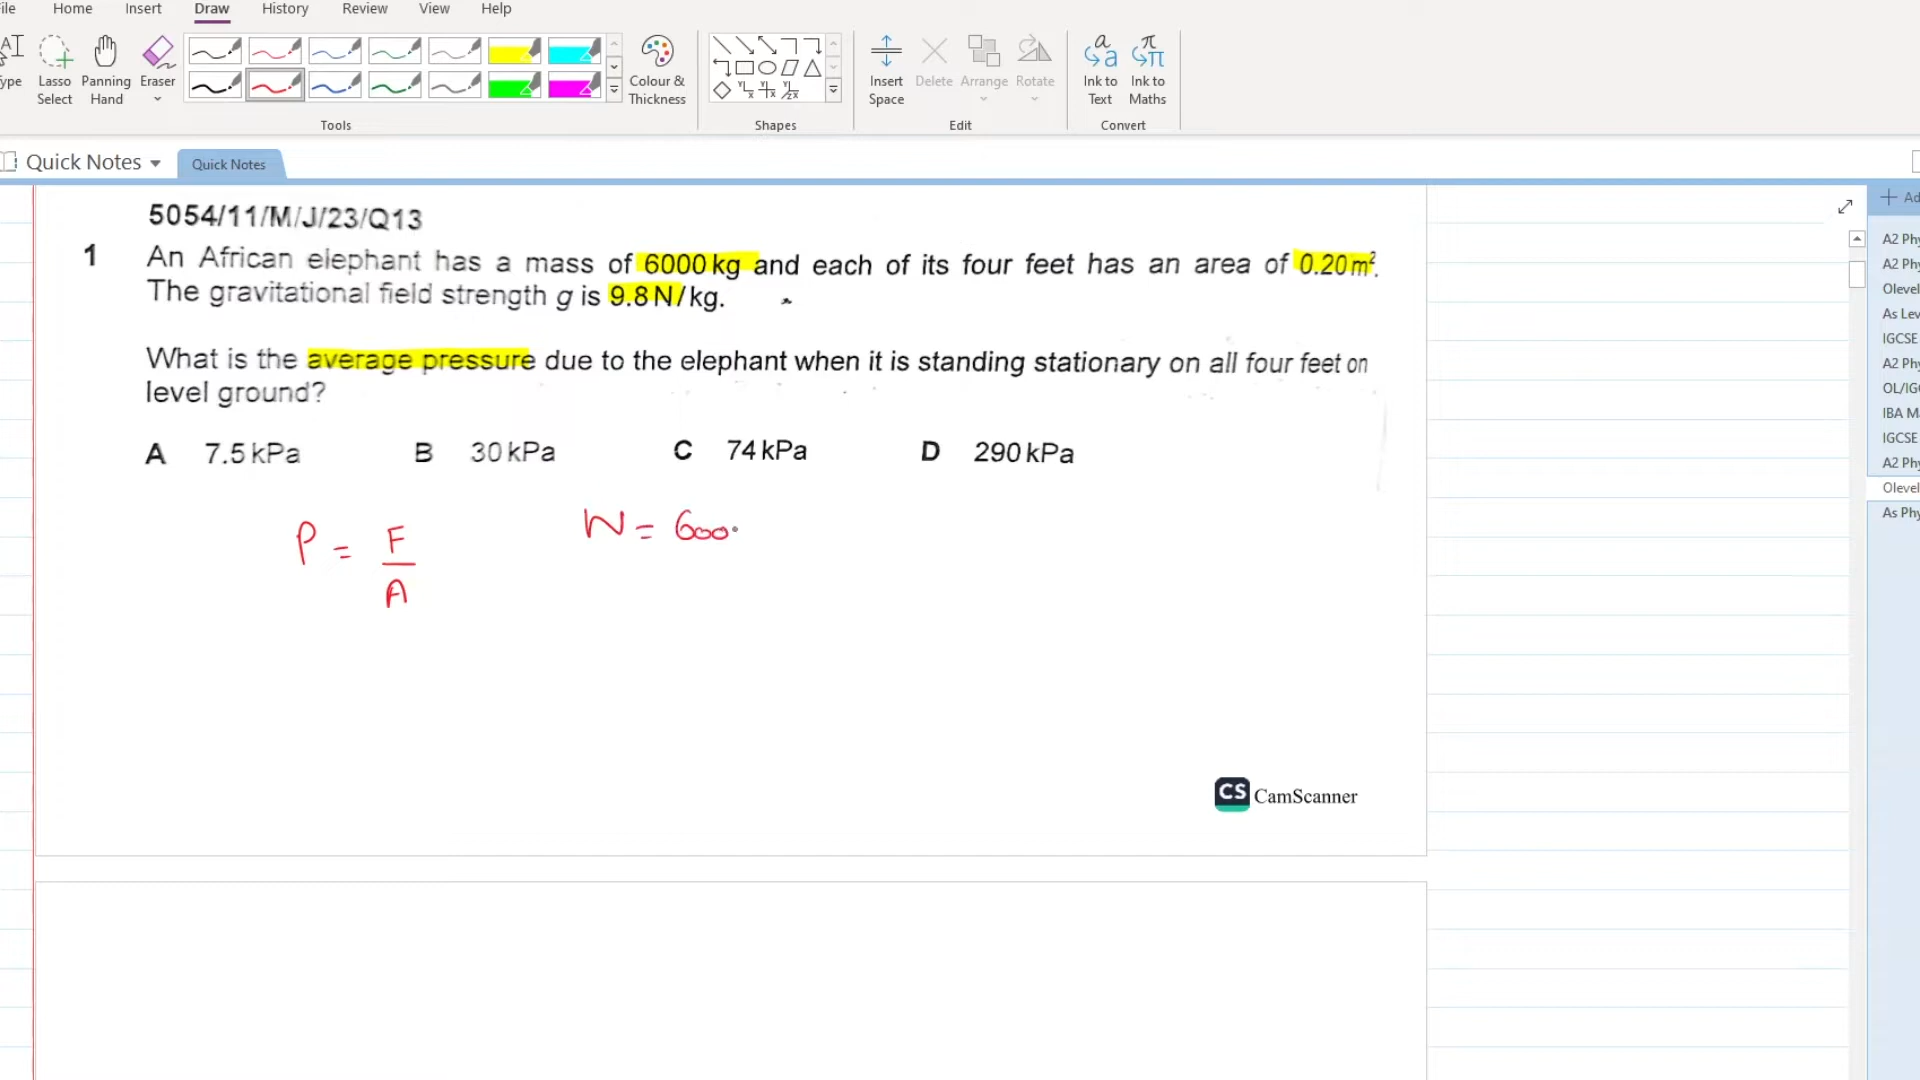 Home Insert Draw History Review View Help
Lasso Select
Panning Hand
Eraser
Colour & Thickness
Insert Space
Delete
Arrange
Rotate
Ink to Text
Ink to Maths
Tools
Shapes
Edit
Convert
Quick Notes
Quick Notes
5054/11/M/J/23/Q13
1 An African elephant has a mass of 6000 kg and each of its four feet has an area of 0.20 m².
The gravitational field strength g is 9.8 N/kg.
What is the average pressure due to the elephant when it is standing stationary on all four feet on
level ground?
A 7.5 kPa B 30 kPa C 74 kPa D 290 kPa
P = F
A
W = 600
CS CamScanner
A2 Phy
A2 Phy
Olevel
As Lev
IGCSE
A2 Phy
OL/IG
IBA M
IGCSE
A2 Phy
Olevel
As Phy